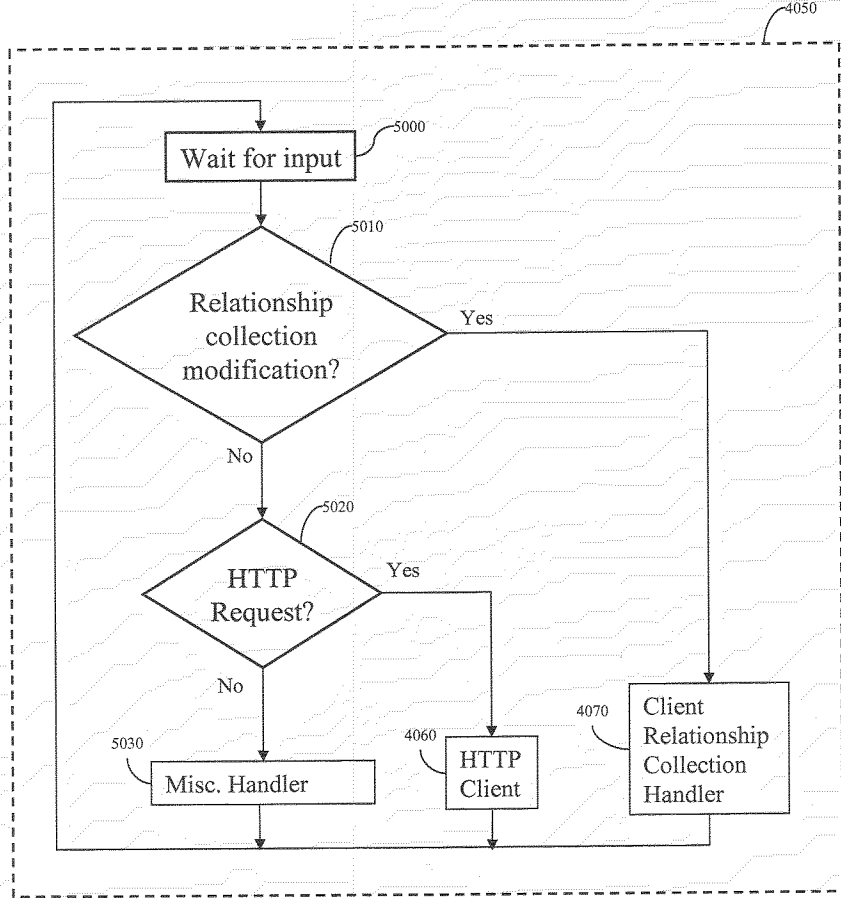 4050
5000
Wait for input
5010
Relationship
collection
modification?
Yes
No
5020
HTTP
Request?
Yes
No
5030
Misc. Handler
4060
HTTP
Client
4070
Client
Relationship
Collection
Handler